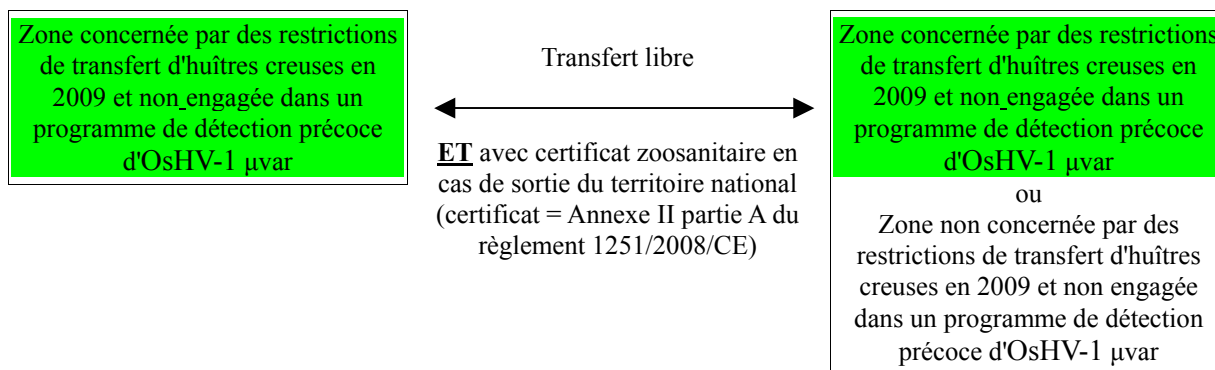 Zone concernée par des restrictions
de transfert d'huîtres creuses en
2009 et non engagée dans un
programme de détection précoce
d'OsHV-1 μvar
Transfert libre
ET avec certificat zoosanitaire en
cas de sortie du territoire national
(certificat = Annexe II partie A du
règlement 1251/2008/CE)
Zone concernée par des restrictions
de transfert d'huîtres creuses en
2009 et non engagée dans un
programme de détection précoce
d'OsHV-1 μvar
ou
Zone non concernée par des
restrictions de transfert d'huîtres
creuses en 2009 et non engagée
dans un programme de détection
précoce d'OsHV-1 μvar